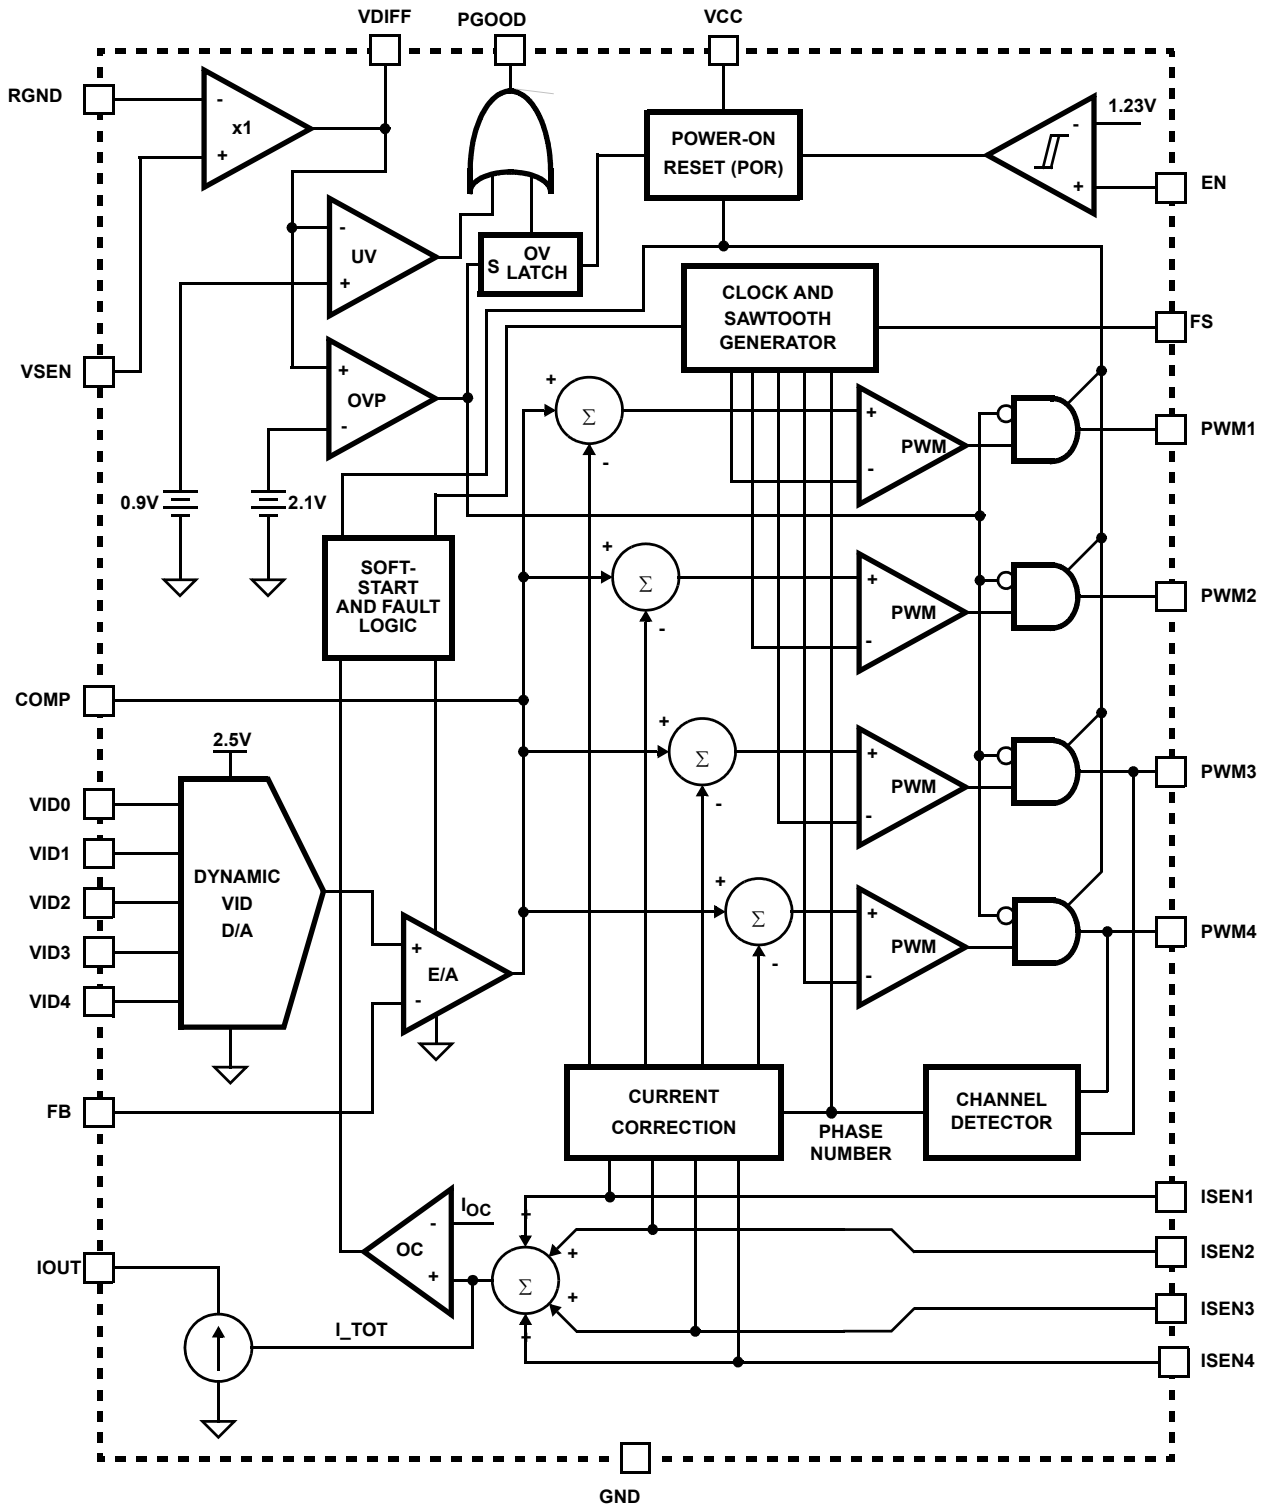 VDIFF
PGOOD
VCC
RGND
-
x1
+
POWER-ON
RESET (POR)
1.23V
-
+
EN
-
UV
+
S
OV
LATCH
CLOCK AND
SAWTOOTH
GENERATOR
FS
VSEN
+
OVP
-
+
Σ
-
+
PWM
-
PWM1
0.9V
2.1V
SOFT-
START
AND FAULT
LOGIC
+
Σ
-
+
PWM
-
PWM2
COMP
2.5V
+
Σ
-
+
PWM
-
PWM3
VID0
VID1
VID2
VID3
VID4
DYNAMIC
VID
D/A
+
E/A
-
+
Σ
-
+
PWM
-
PWM4
FB
CURRENT
CORRECTION
PHASE
NUMBER
CHANNEL
DETECTOR
IOC
-
OC
+
+
+
Σ
+
+
ISEN1
ISEN2
ISEN3
ISEN4
IOUT
I_TOT
GND